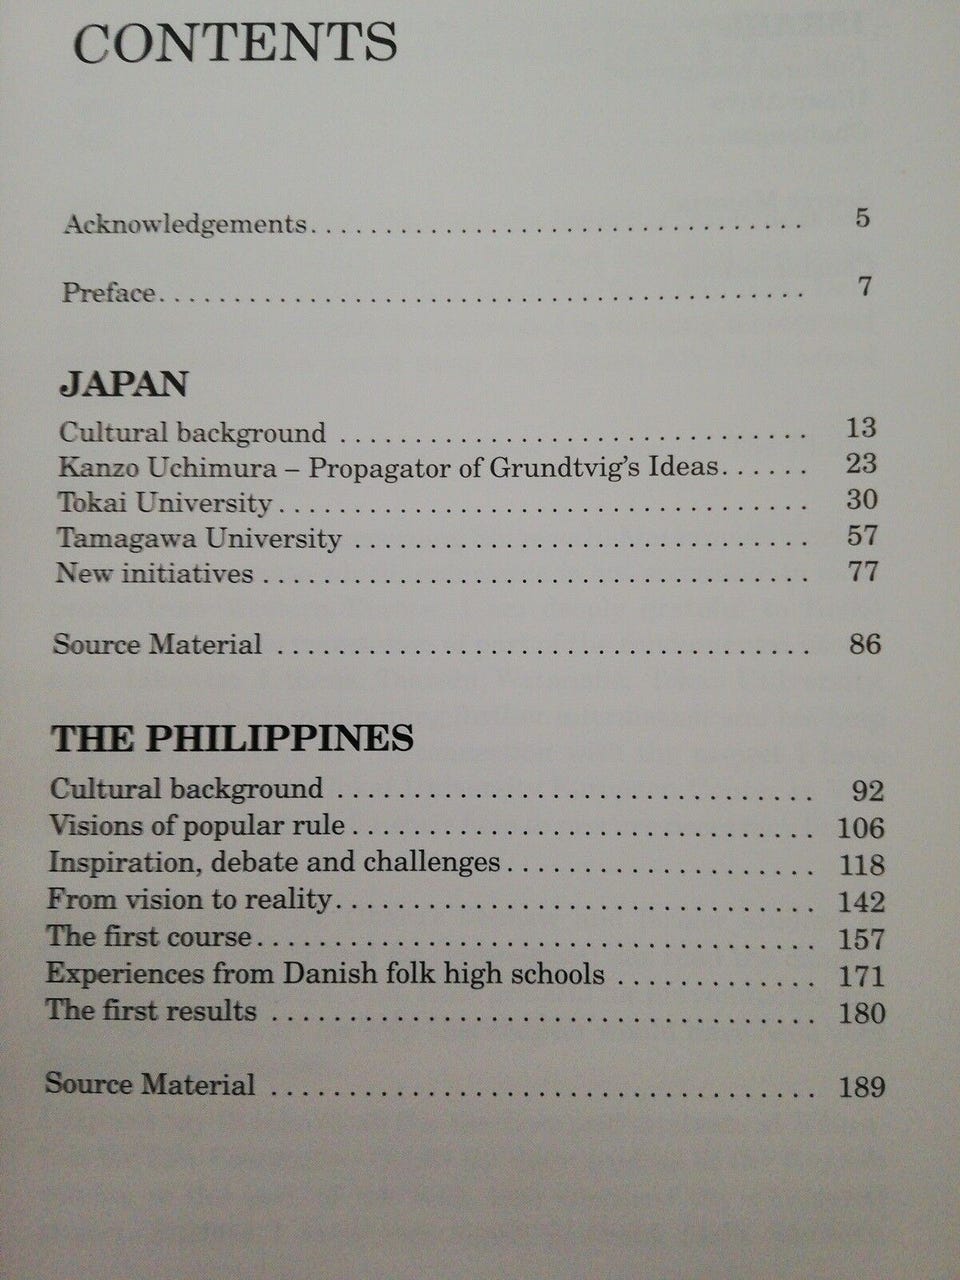 CONTENTS
Acknowledgements. . . . . . . . . . . . . . . . . . . . . . . . . . . . . . . . . 5
Preface. . . . . . . . . . . . . . . . . . . . . . . . . . . . . . . . . . . . . . . . . . . 7
JAPAN
Cultural background . . . . . . . . . . . . . . . . . . . . . . . . . . . . . . . 13
Kanzo Uchimura – Propagator of Grundtvig's Ideas. . . . . . 23
Tokai University . . . . . . . . . . . . . . . . . . . . . . . . . . . . . . . . . . . 30
Tamagawa University . . . . . . . . . . . . . . . . . . . . . . . . . . . . . . 57
New initiatives . . . . . . . . . . . . . . . . . . . . . . . . . . . . . . . . . . . . 77
Source Material . . . . . . . . . . . . . . . . . . . . . . . . . . . . . . . . . . . 86
THE PHILIPPINES
Cultural background . . . . . . . . . . . . . . . . . . . . . . . . . . . . . . . 92
Visions of popular rule . . . . . . . . . . . . . . . . . . . . . . . . . . . . . . 106
Inspiration, debate and challenges . . . . . . . . . . . . . . . . . . . . 118
From vision to reality. . . . . . . . . . . . . . . . . . . . . . . . . . . . . . . 142
The first course. . . . . . . . . . . . . . . . . . . . . . . . . . . . . . . . . . . . 157
Experiences from Danish folk high schools . . . . . . . . . . . . . 171
The first results . . . . . . . . . . . . . . . . . . . . . . . . . . . . . . . . . . . 180
Source Material . . . . . . . . . . . . . . . . . . . . . . . . . . . . . . . . . . . 189